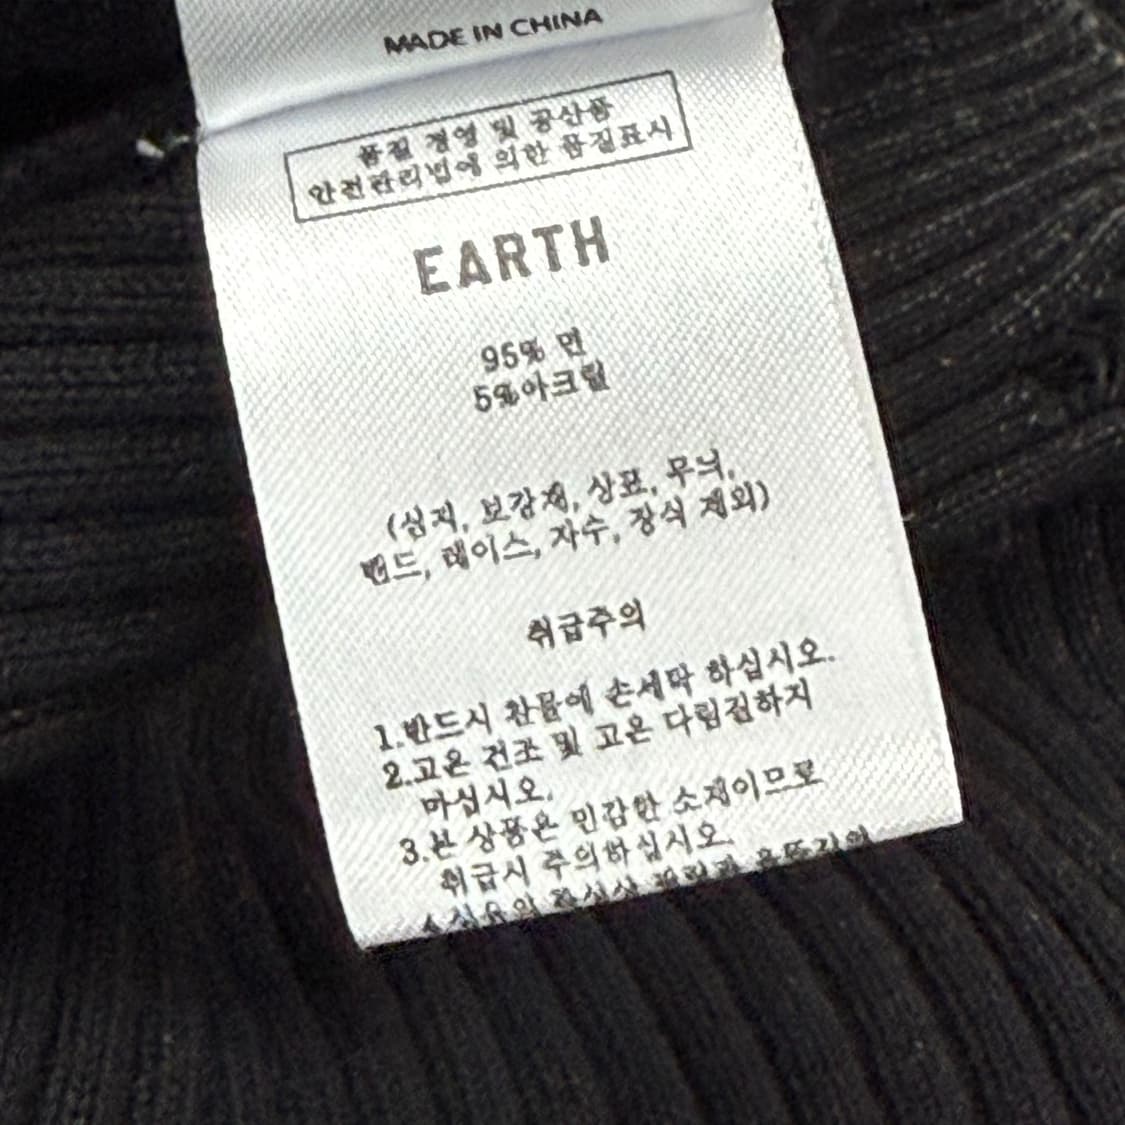 MADE IN CHINA
품질 경영 및 공산품
안전관리법에 의한 품질표시
EARTH
95% 면
5%아크릴
(심지, 보강재, 상표, 무늬,
밴드, 레이스, 자수, 장식 제외)
취급주의
1.반드시 찬물에 손세탁 하십시오.
2.고온 건조 및 고온 다림질하지
마십시오.
3.본 상품은 민감한 소재이므로
취급시 주의하십시오.